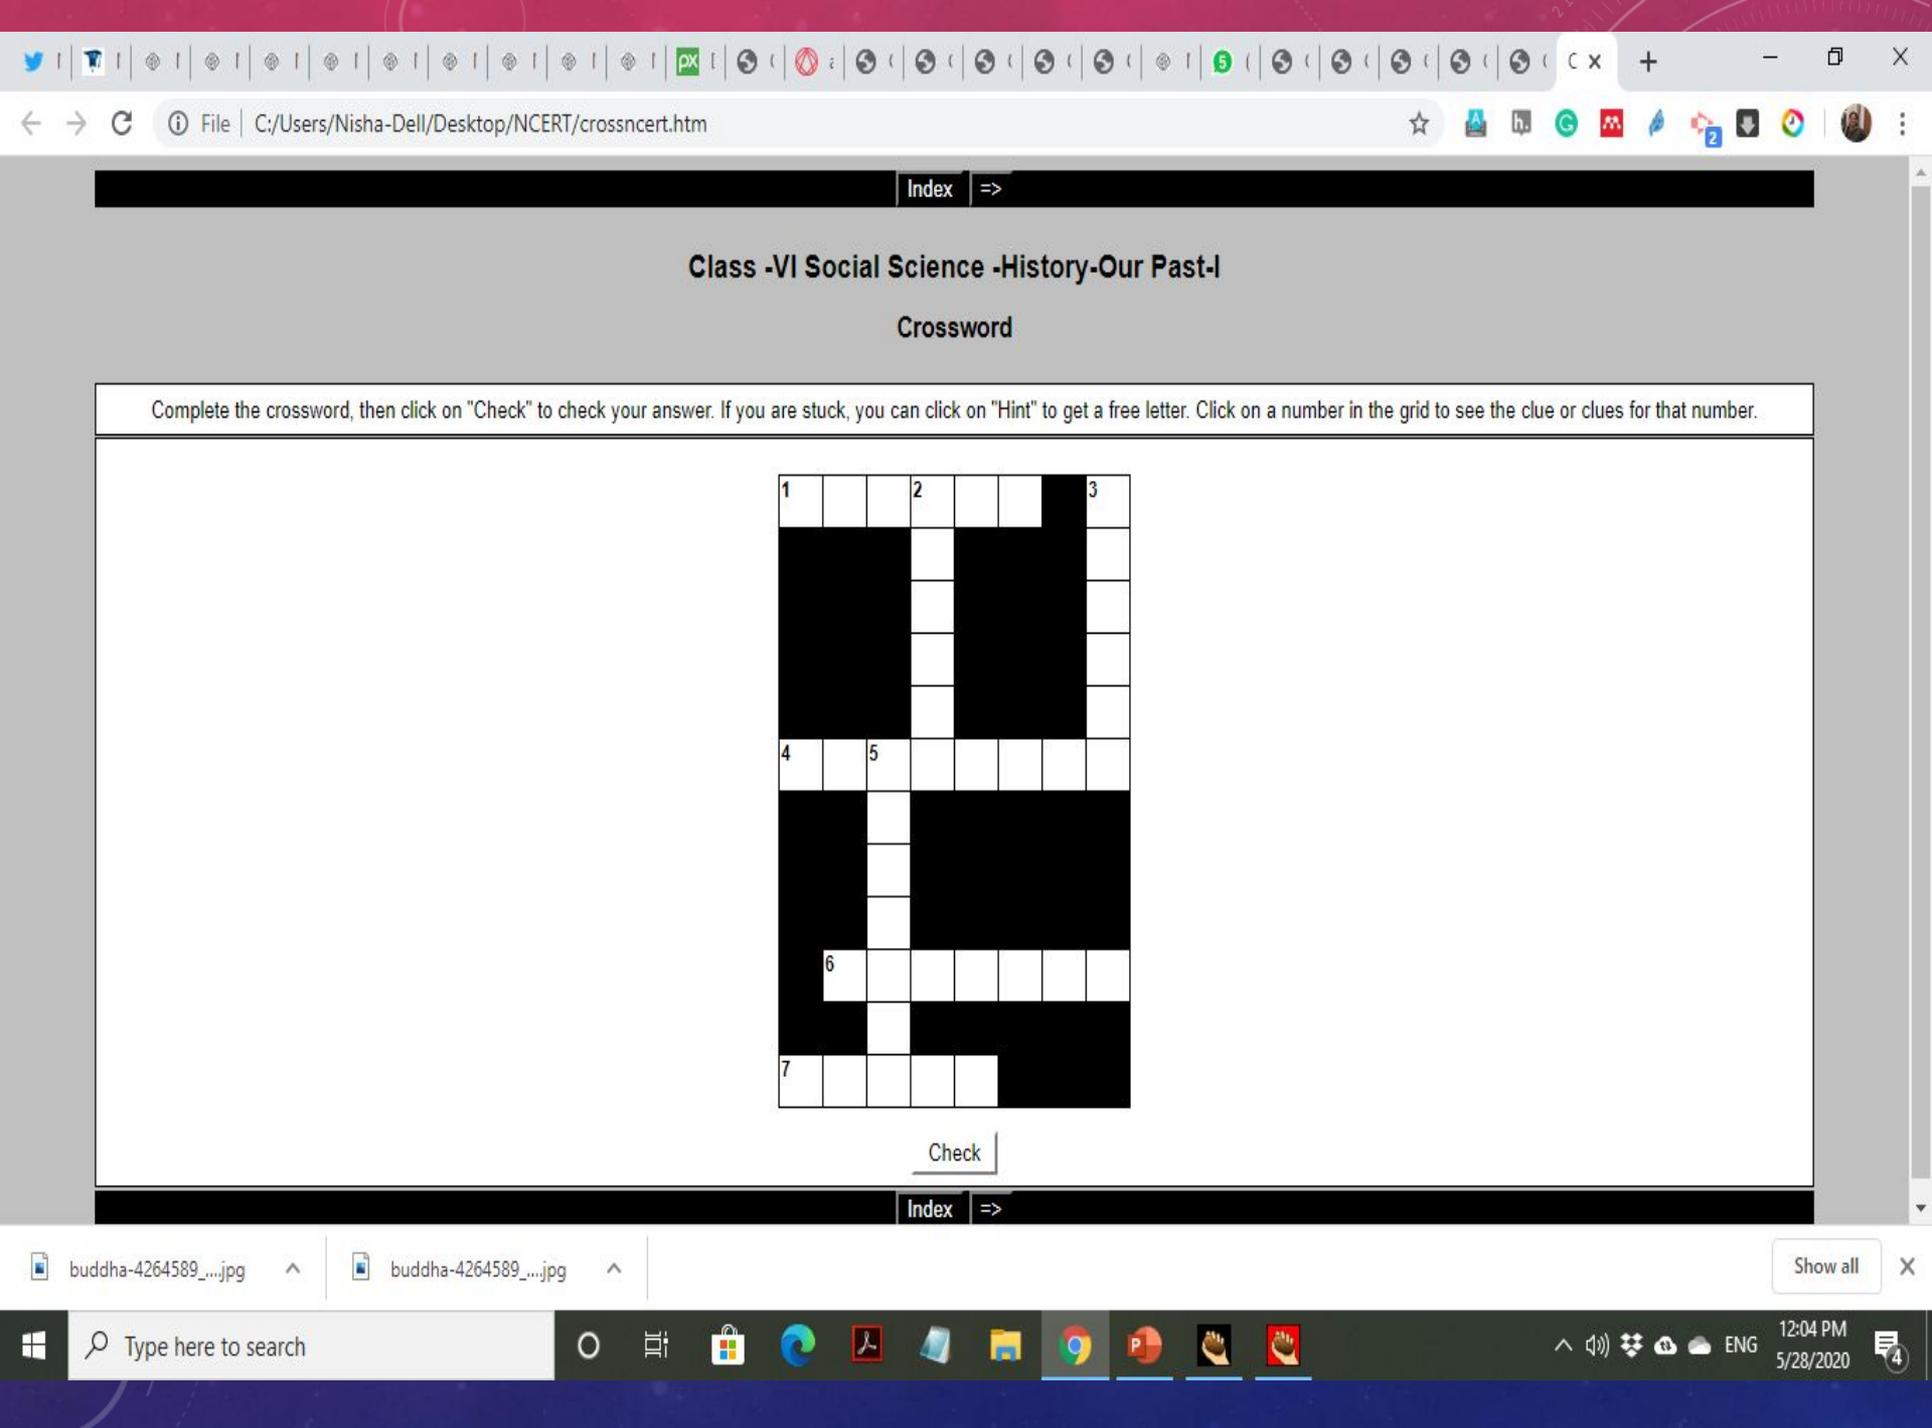 File
C:/Users/Nisha-Dell/Desktop/NCERT/crossncert.htm
Index =>
Class -VI Social Science -History-Our Past-I
Crossword
Complete the crossword, then click on "Check" to check your answer. If you are stuck, you can click on "Hint" to get a free letter. Click on a number in the grid to see the clue or clues for that number.
1 2 3
4 5
6
7
Check
Index =>
buddha-4264589_....jpg
buddha-4264589_....jpg
Show all
Type here to search
ENG
12:04 PM
5/28/2020
4